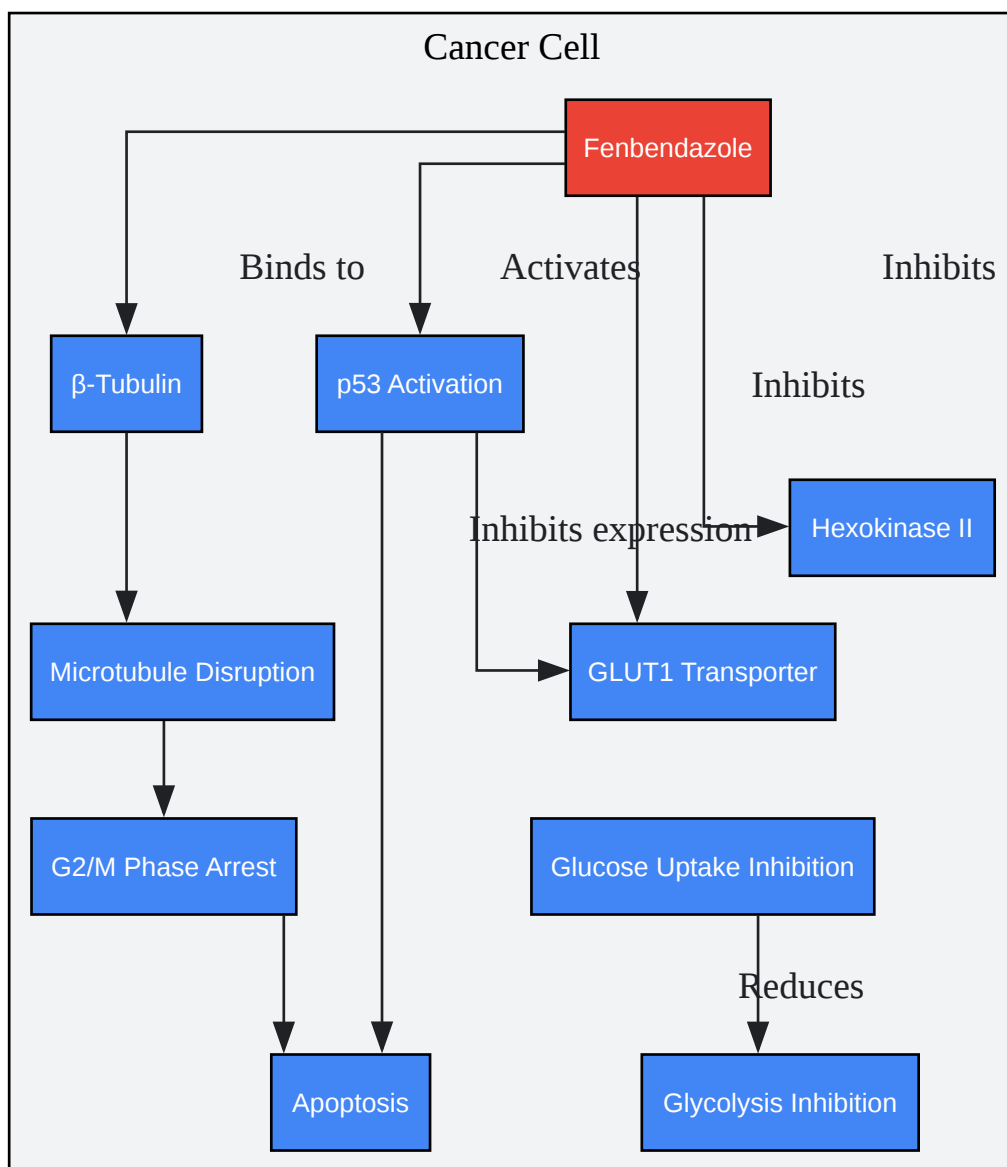 Cancer Cell
Fenbendazole
Binds to
Activates
Inhibits
β-Tubulin
p53 Activation
Inhibits
Inhibits expression
Hexokinase II
Microtubule Disruption
GLUT1 Transporter
G2/M Phase Arrest
Glucose Uptake Inhibition
Reduces
Apoptosis
Glycolysis Inhibition